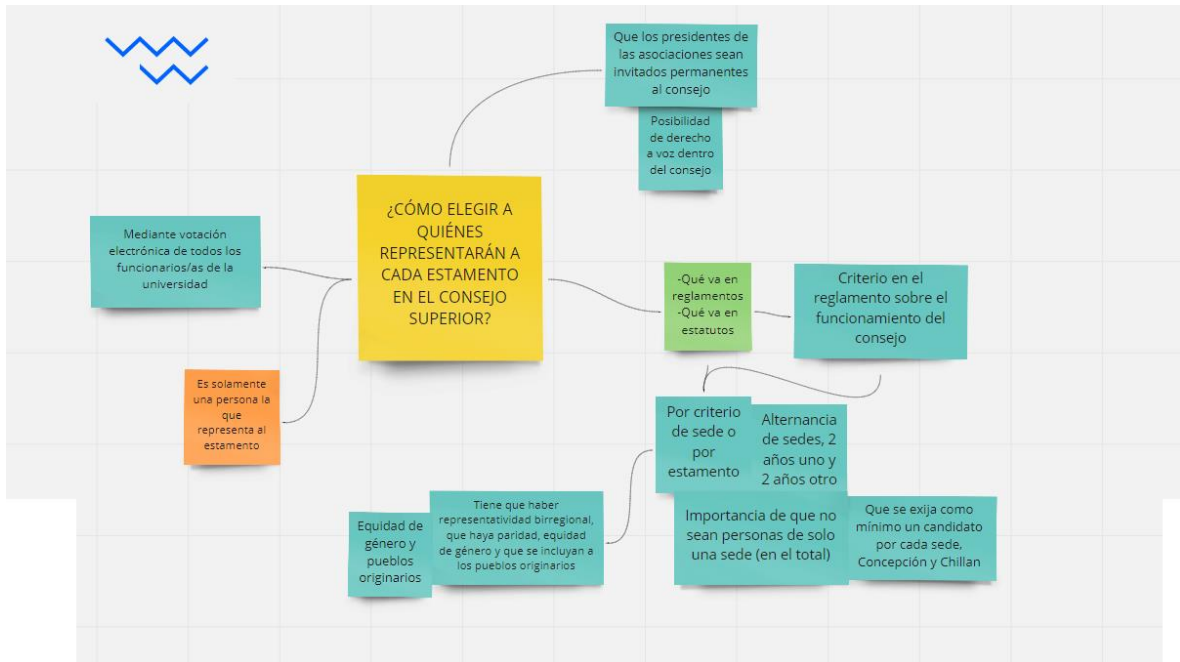 Que los presidentes de
las asociaciones sean
invitados permanentes
al consejo
Posibilidad
de derecho
a voz dentro
del consejo
¿CÓMO ELEGIR A
QUIÉNES
REPRESENTARÁN A
CADA ESTAMENTO
EN EL CONSEJO
SUPERIOR?
Mediante votación
electrónica de todos los
funcionarios/as de la
universidad
Es solamente
una persona la
que
representa al
estamento
-Qué va en
reglamentos
-Qué va en
estatutos
Criterio en el
reglamento sobre el
funcionamiento del
consejo
Por criterio
de sede o
por
estamento
Alternancia
de sedes, 2
años uno y
2 años otro
Equidad de
género y
pueblos
originarios
Tiene que haber
representatividad birregional,
que haya paridad, equidad
de género y que se incluyan a
los pueblos originarios
Importancia de que no
sean personas de solo
una sede (en el total)
Que se exija como
mínimo un candidato
por cada sede,
Concepción y Chillan